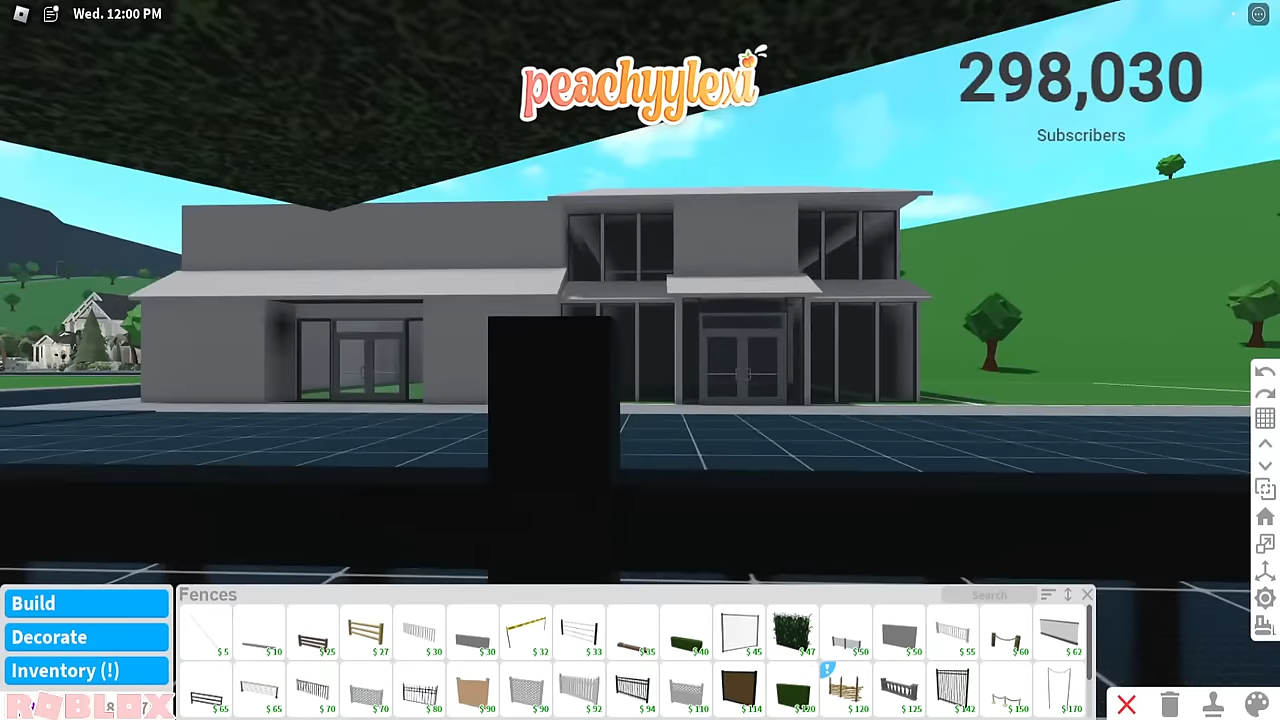 Wed. 12:00 PM
peachyylexi
298,030
Subscribers
Build
Decorate
Inventory (!)
Fences
Search
$5 $10 $25 $27 $30 $30 $32 $33 $35 $40 $45 $47 $50 $50 $55 $60 $62
$65 $65 $70 $70 $80 $90 $90 $92 $94 $110 $114 $120 $120 $125 $142 $150 $170
ROBLOX